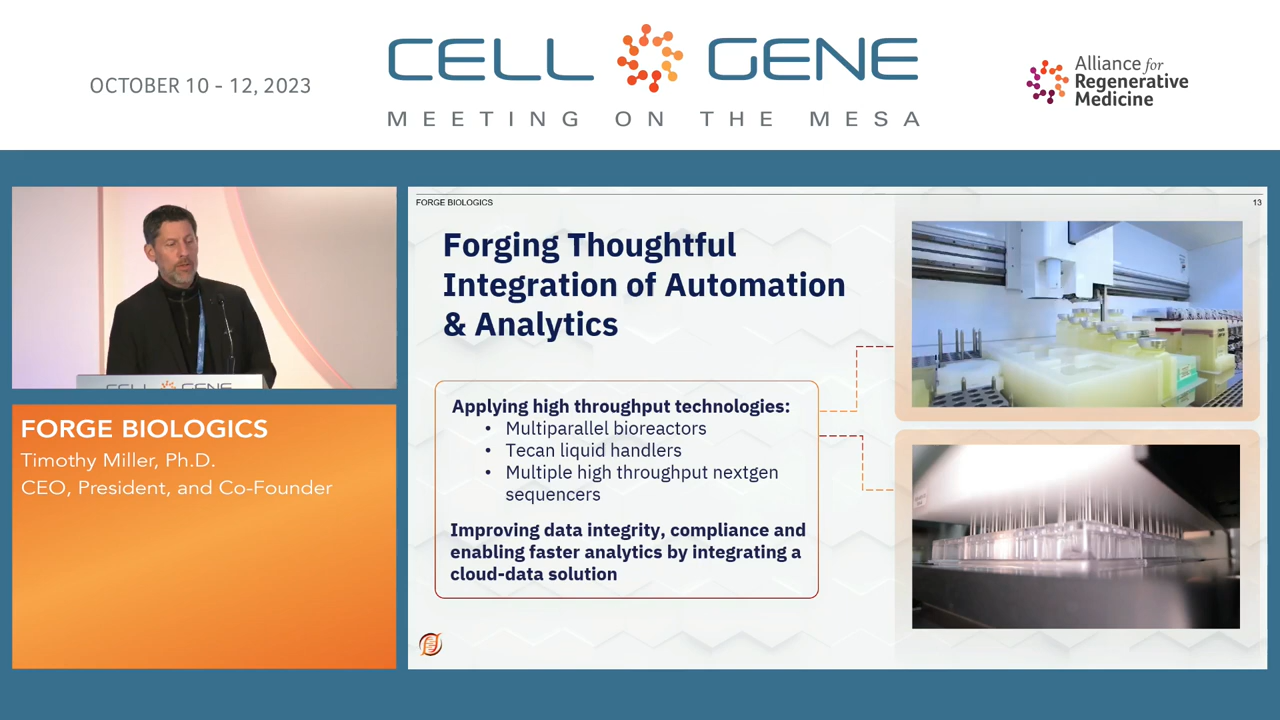 OCTOBER 10 - 12, 2023
CELL GENE
MEETING ON THE MESA
Alliance for
Regenerative
Medicine
CELL GENE
FORGE BIOLOGICS
Timothy Miller, Ph.D.
CEO, President, and Co-Founder
FORGE BIOLOGICS
13
Forging Thoughtful
Integration of Automation
& Analytics
Applying high throughput technologies:
• Multiparallel bioreactors
• Tecan liquid handlers
• Multiple high throughput nextgen
sequencers
Improving data integrity, compliance and
enabling faster analytics by integrating a
cloud-data solution